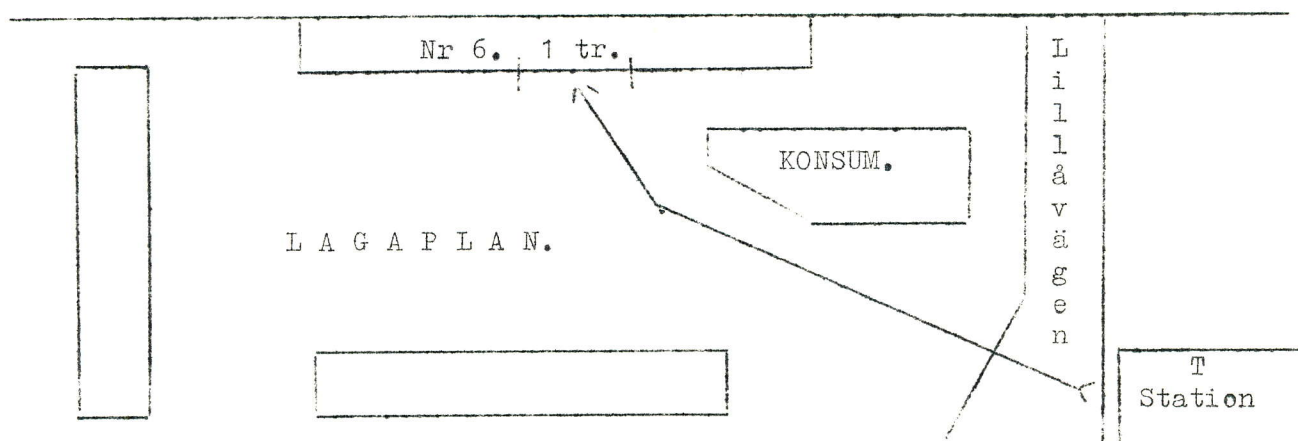 Nr 6. 1 tr.
Lillåvägen
KONSUM.
LAGAPLAN.
T
Station